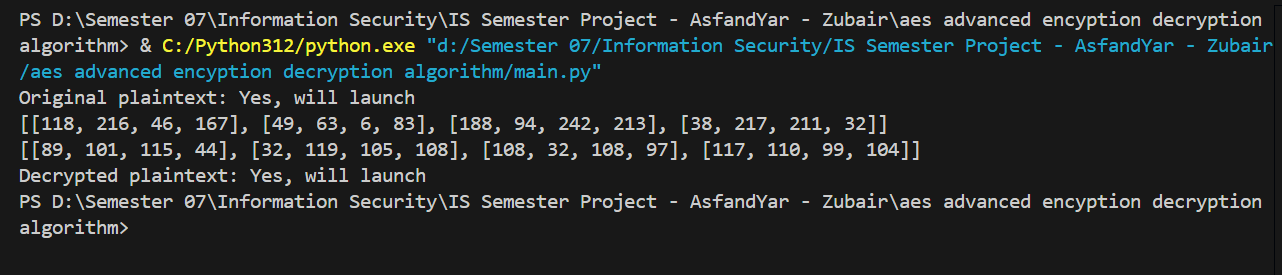 PS D:\Semester 07\Information Security\IS Semester Project - AsfandYar - Zubair\aes advanced encyption decryption
algorithm> & C:/Python312/python.exe "d:/Semester 07/Information Security/IS Semester Project - AsfandYar - Zubair
/aes advanced encyption decryption algorithm/main.py"
Original plaintext: Yes, will launch
[[118, 216, 46, 167], [49, 63, 6, 83], [188, 94, 242, 213], [38, 217, 211, 32]]
[[89, 101, 115, 44], [32, 119, 105, 108], [108, 32, 108, 97], [117, 110, 99, 104]]
Decrypted plaintext: Yes, will launch
PS D:\Semester 07\Information Security\IS Semester Project - AsfandYar - Zubair\aes advanced encyption decryption
algorithm>